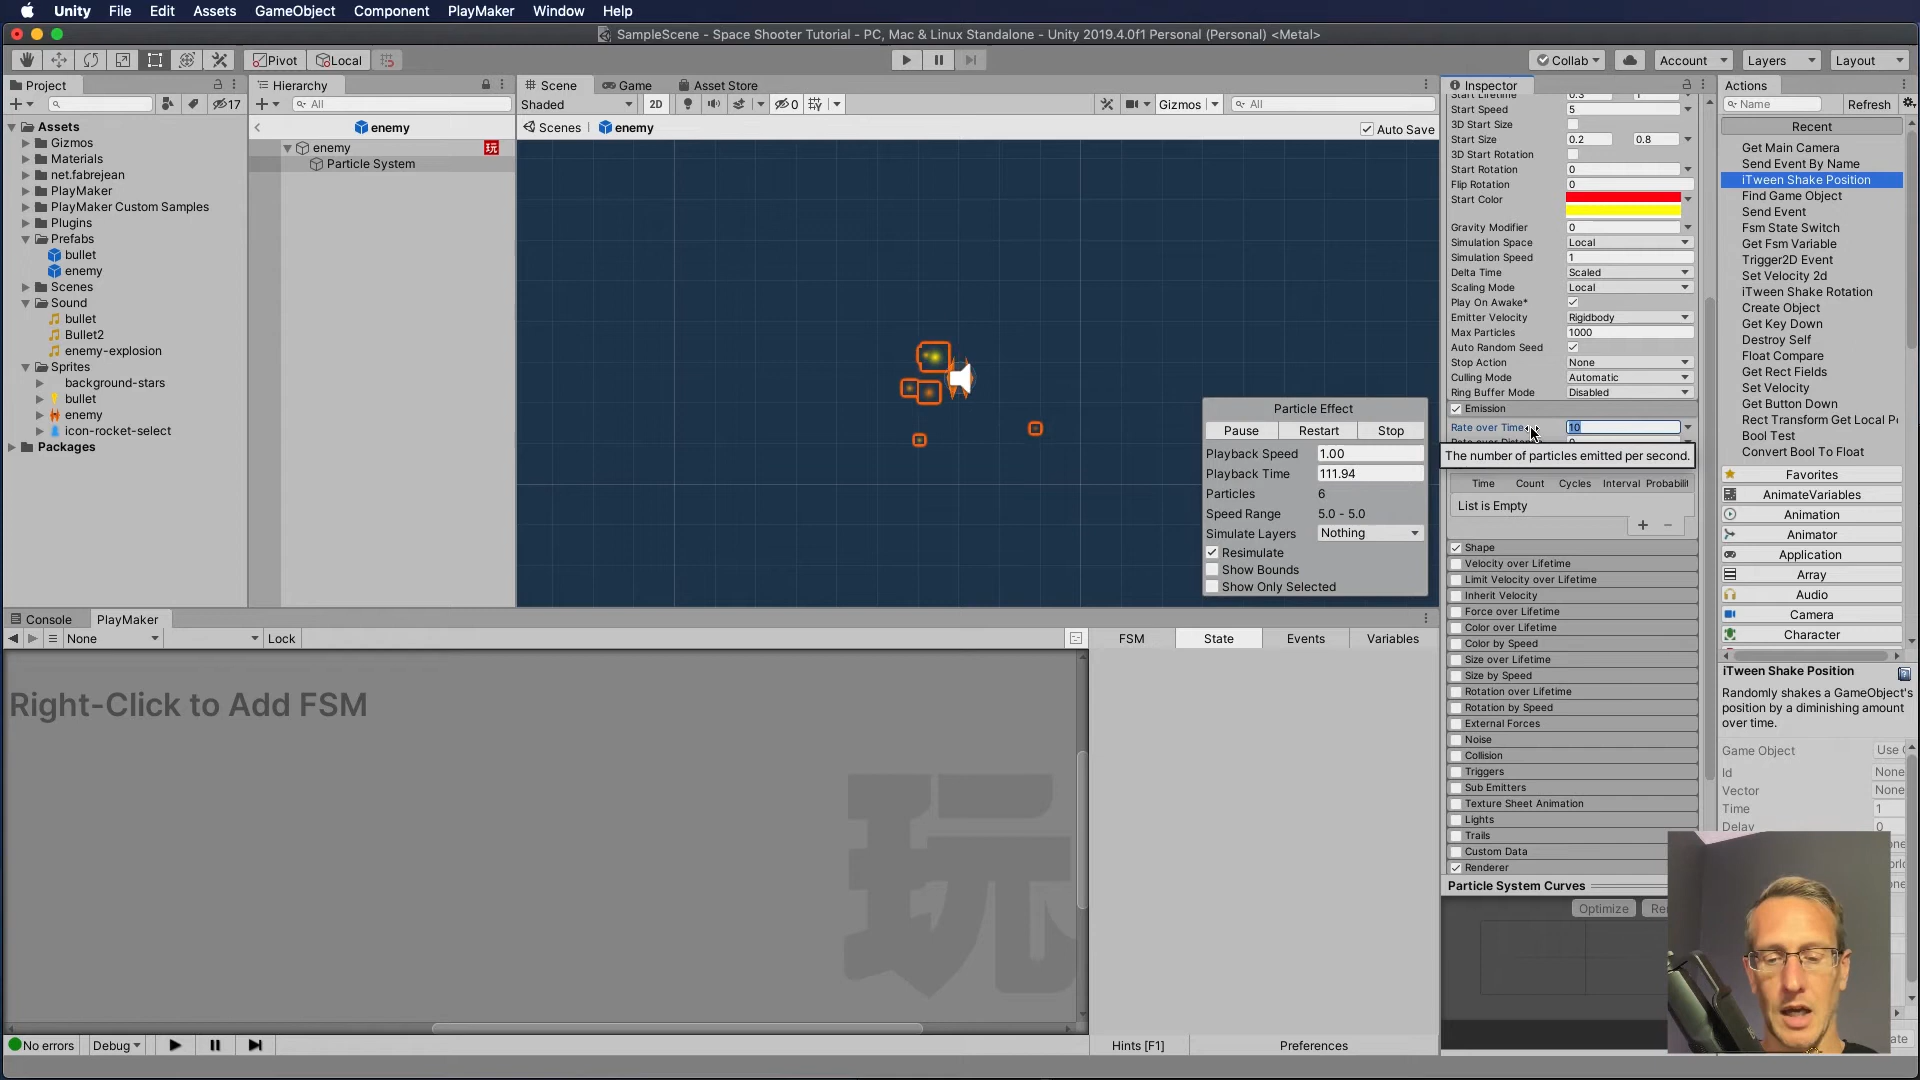 Unity File Edit Assets GameObject Component PlayMaker Window Help
SampleScene - Space Shooter Tutorial - PC, Mac & Linux Standalone - Unity 2019.4.0f1 Personal (Personal) <Metal>
Pivot Local Collab Account Layers Layout
Project
17
Assets
Gizmos
Materials
net.fabrejean
PlayMaker
PlayMaker Custom Samples
Plugins
Prefabs
bullet
enemy
Scenes
Sound
bullet
Bullet2
enemy-explosion
Sprites
background-stars
bullet
enemy
icon-rocket-select
Packages
Hierarchy
All
enemy
enemy 玩
Particle System
Scene Game Asset Store
Shaded 2D 0 Gizmos All
Scenes enemy Auto Save
Particle Effect
Pause Restart Stop
Playback Speed 1.00
Playback Time 111.94
Particles 6
Speed Range 5.0 - 5.0
Simulate Layers Nothing
Resimulate
Show Bounds
Show Only Selected
Inspector
Start Speed 5
3D Start Size
Start Size 0.2 0.8
3D Start Rotation
Start Rotation 0
Flip Rotation 0
Start Color
Gravity Modifier 0
Simulation Space Local
Simulation Speed 1
Delta Time Scaled
Scaling Mode Local
Play On Awake*
Emitter Velocity Rigidbody
Max Particles 1000
Auto Random Seed
Stop Action None
Culling Mode Automatic
Ring Buffer Mode Disabled
Emission
Rate over Time 10
The number of particles emitted per second.
Time Count Cycles Interval Probabili
List is Empty
+ −
Shape
Velocity over Lifetime
Limit Velocity over Lifetime
Inherit Velocity
Force over Lifetime
Color over Lifetime
Color by Speed
Size over Lifetime
Size by Speed
Rotation over Lifetime
Rotation by Speed
External Forces
Noise
Collision
Triggers
Sub Emitters
Texture Sheet Animation
Lights
Trails
Custom Data
Renderer
Particle System Curves
Optimize Re
Actions
Name Refresh
Recent
Get Main Camera
Send Event By Name
iTween Shake Position
Find Game Object
Send Event
Fsm State Switch
Get Fsm Variable
Trigger2D Event
Set Velocity 2d
iTween Shake Rotation
Create Object
Get Key Down
Destroy Self
Float Compare
Get Rect Fields
Set Velocity
Get Button Down
Rect Transform Get Local P
Bool Test
Convert Bool To Float
Favorites
AnimateVariables
Animation
Animator
Application
Array
Audio
Camera
Character
iTween Shake Position
Randomly shakes a GameObject's
position by a diminishing amount
over time.
Game Object Use
Id None
Vector None
Time 1
Delay 0
Console PlayMaker
None Lock
FSM State Events Variables
Right-Click to Add FSM
玩
No errors Debug
Hints [F1] Preferences